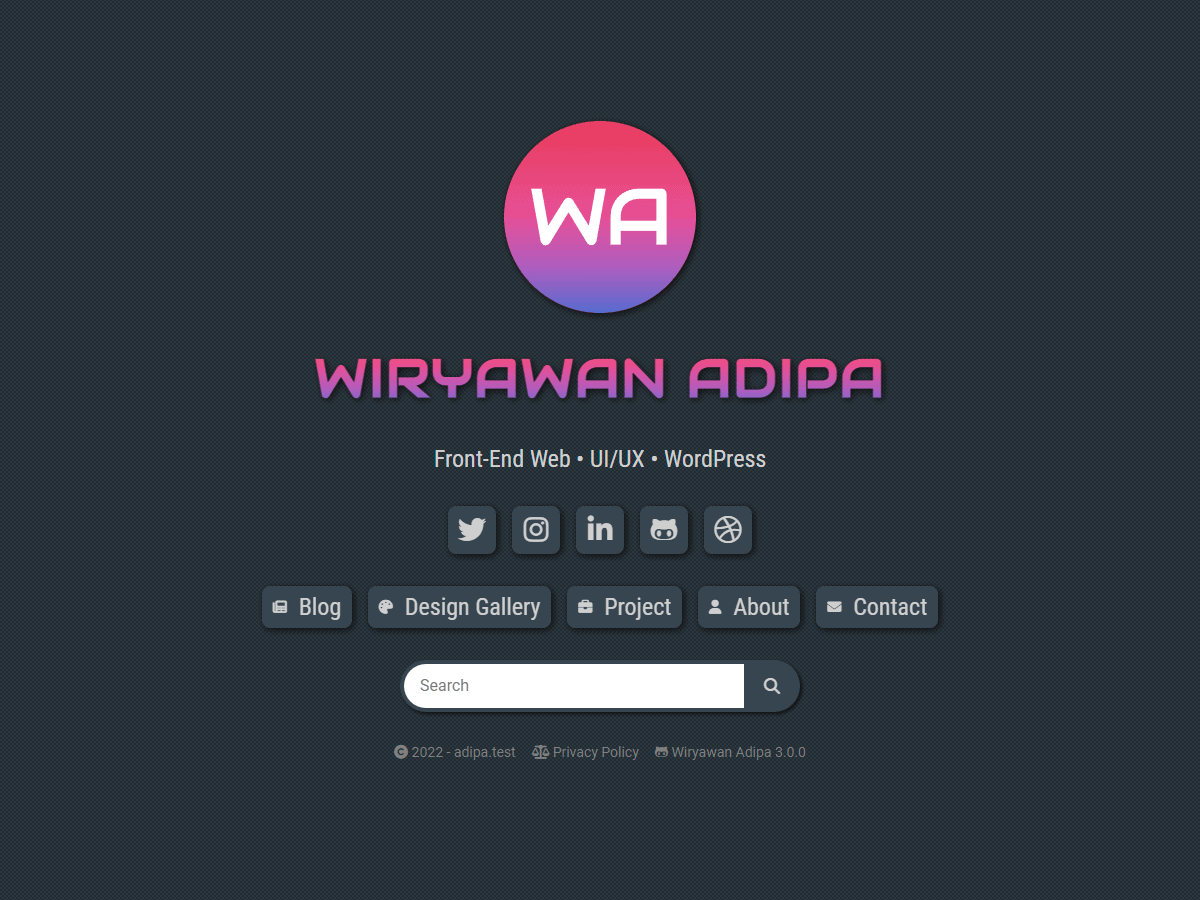 WA
WIRYAWAN ADIPA
Front-End Web • UI/UX • WordPress
Blog Design Gallery Project About Contact
Search
© 2022 - adipa.test Privacy Policy Wiryawan Adipa 3.0.0